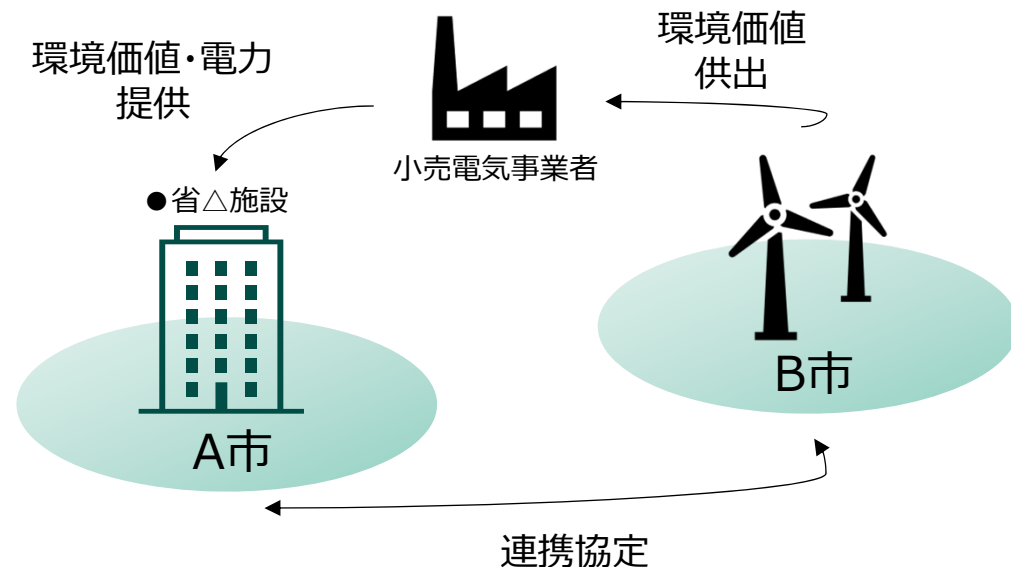 環境価値・電力
提供
環境価値
供出
小売電気事業者
●省△施設
A市
B市
連携協定